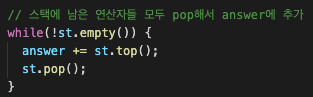 // 스택에 남은 연산자들 모두 pop해서 answer에 추가
while(!st.empty()) {
answer += st.top();
st.pop();
}